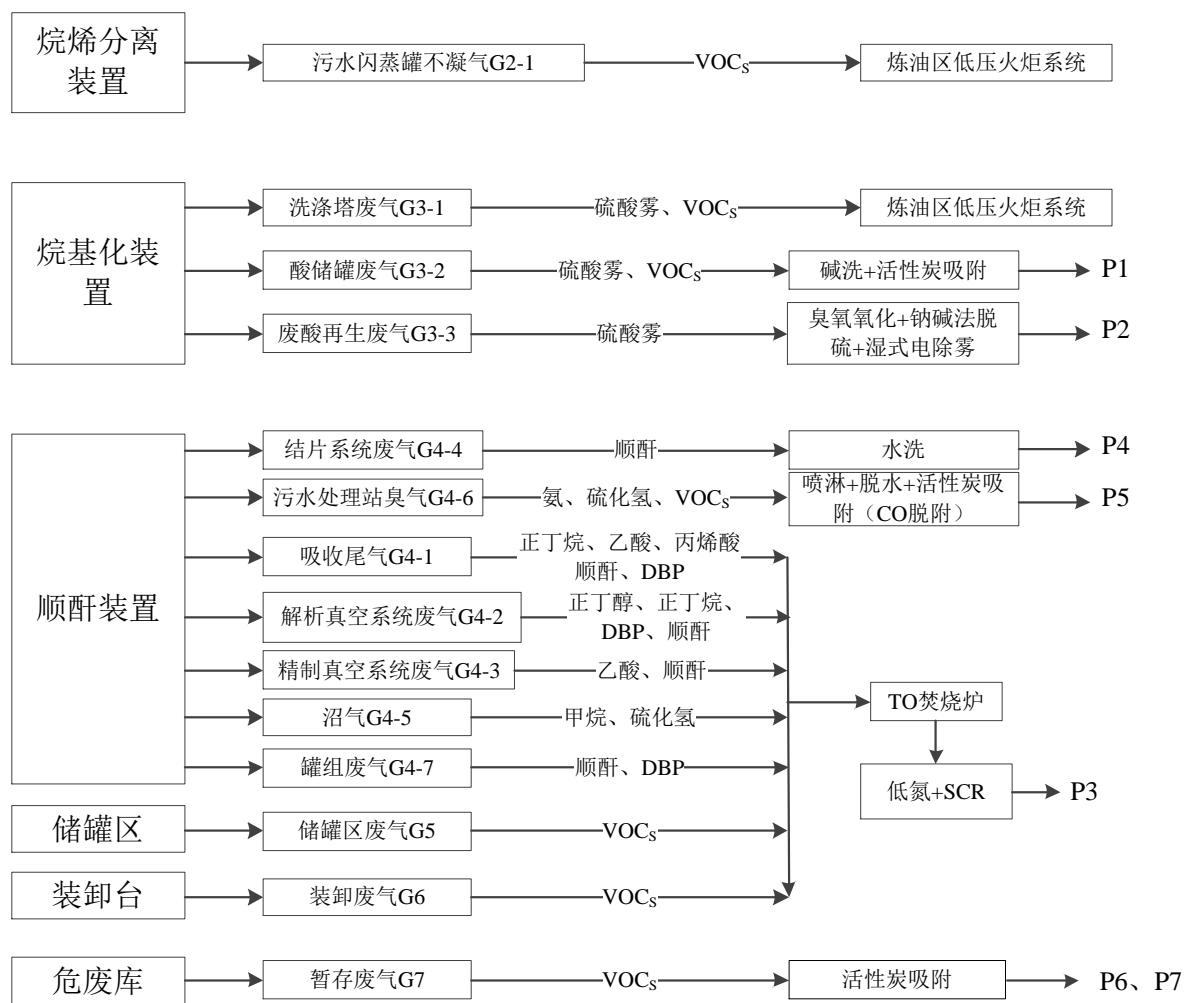 烷烯分离
装置
污水闪蒸罐不凝气G2-1
VOCs
炼油区低压火炬系统
烷基化装
置
洗涤塔废气G3-1
硫酸雾、VOCs
炼油区低压火炬系统
酸储罐废气G3-2
硫酸雾、VOCs
碱洗+活性炭吸附
P1
废酸再生废气G3-3
硫酸雾
臭氧氧化+钠碱法脱
硫+湿式电除雾
P2
顺酐装置
结片系统废气G4-4
顺酐
水洗
P4
污水处理站臭气G4-6
氨、硫化氢、VOCs
喷淋+脱水+活性炭吸
附（CO脱附）
P5
吸收尾气G4-1
正丁烷、乙酸、丙烯酸
顺酐、DBP
解析真空系统废气G4-2
正丁醇、正丁烷、
DBP、顺酐
精制真空系统废气G4-3
乙酸、顺酐
TO焚烧炉
沼气G4-5
甲烷、硫化氢
罐组废气G4-7
顺酐、DBP
低氮+SCR
P3
储罐区
储罐区废气G5
VOCs
装卸台
装卸废气G6
VOCs
危废库
暂存废气G7
VOCs
活性炭吸附
P6、P7